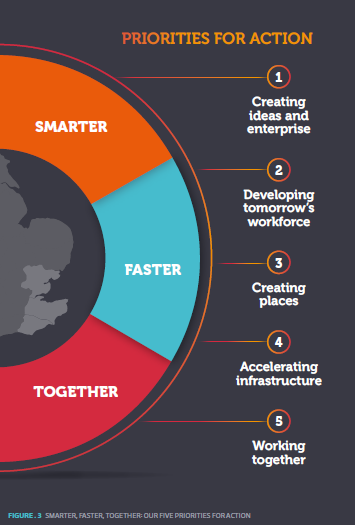 PRIORITIES FOR ACTION
SMARTER
FASTER
TOGETHER
1
Creating
ideas and
enterprise
2
Developing
tomorrow's
workforce
3
Creating
places
4
Accelerating
infrastructure
5
Working
together
FIGURE . 3 SMARTER, FASTER, TOGETHER: OUR FIVE PRIORITIES FOR ACTION